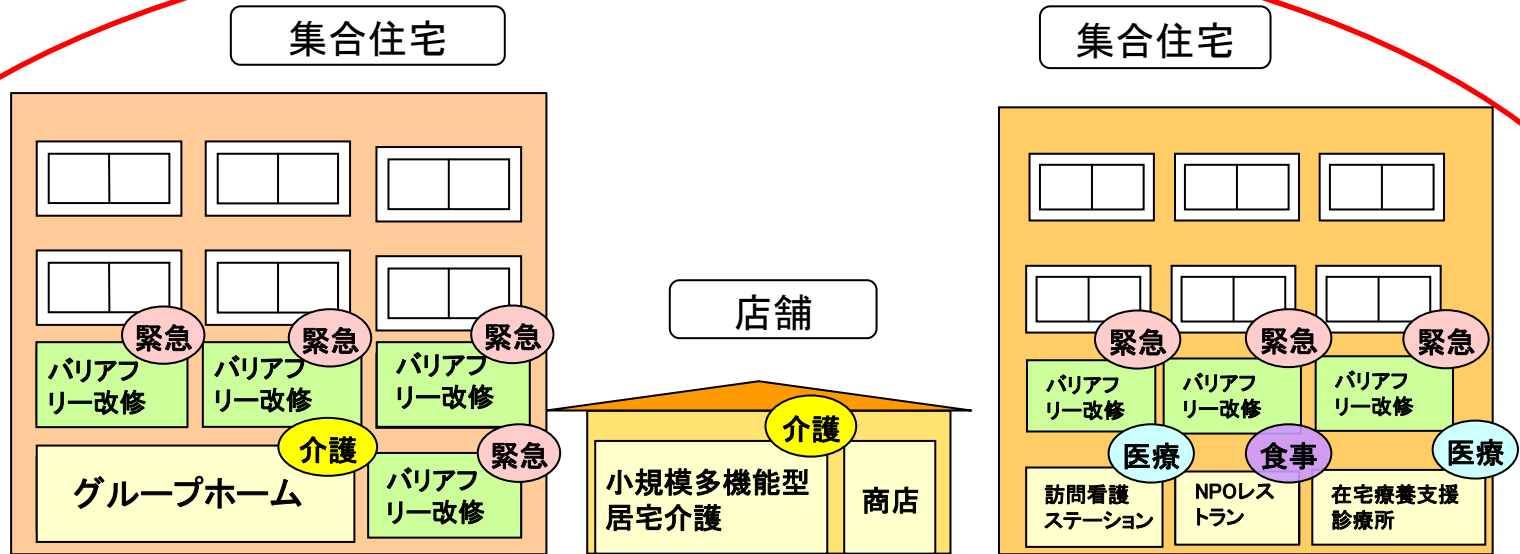 集合住宅
集合住宅
店舗
緊急
緊急
緊急
バリアフ
リー改修
バリアフ
リー改修
バリアフ
リー改修
介護
緊急
グループホーム
バリアフ
リー改修
介護
小規模多機能型
居宅介護
商店
緊急
緊急
緊急
バリアフ
リー改修
バリアフ
リー改修
バリアフ
リー改修
医療
食事
医療
訪問看護
ステーション
NPOレス
トラン
在宅療養支援
診療所